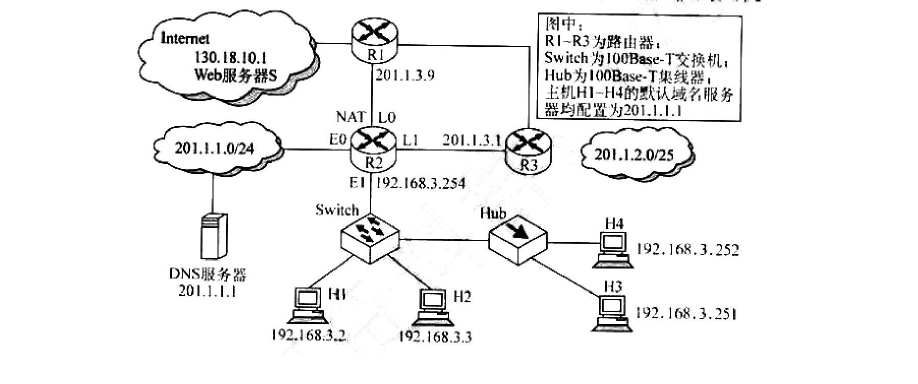 Internet
130.18.10.1
Web服务器S
R1
201.1.3.9
图中：
R1~R3为路由器；
Switch为100Base-T交换机；
Hub为100Base-T集线器；
主机H1~H4的默认域名服务
器均配置为201.1.1.1
NAT L0
201.1.1.0/24
E0
L1
201.1.3.1
R2
R3
201.1.2.0/25
E1
192.168.3.254
Switch
Hub
H4
192.168.3.252
DNS服务器
201.1.1.1
H1
192.168.3.2
H2
192.168.3.3
H3
192.168.3.251